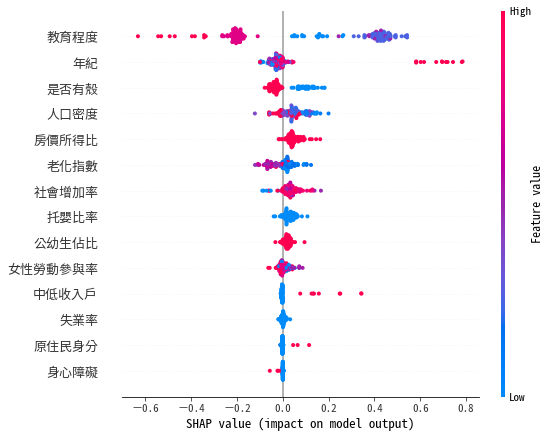 High
教育程度
年紀
是否有殼
人口密度
房價所得比
老化指數
社會增加率
托嬰比率
公幼生佔比
女性勞動參與率
中低收入戶
失業率
原住民身分
身心障礙
Feature value
Low
−0.6 −0.4 −0.2 0.0 0.2 0.4 0.6 0.8
SHAP value (impact on model output)